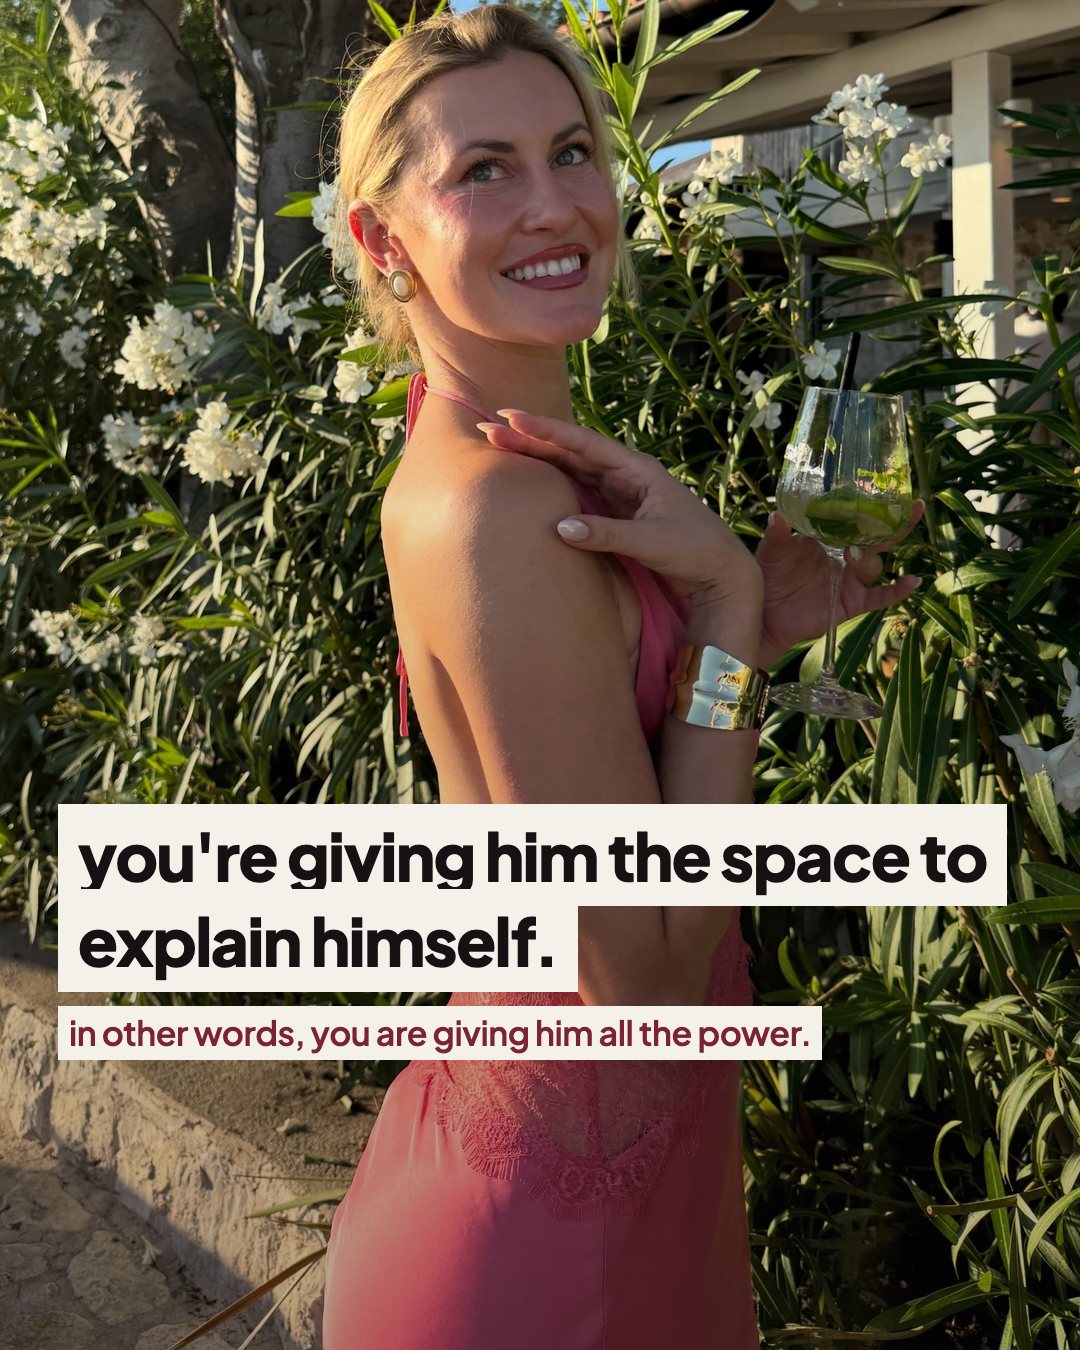 you're giving him the space to
explain himself.
in other words, you are giving him all the power.